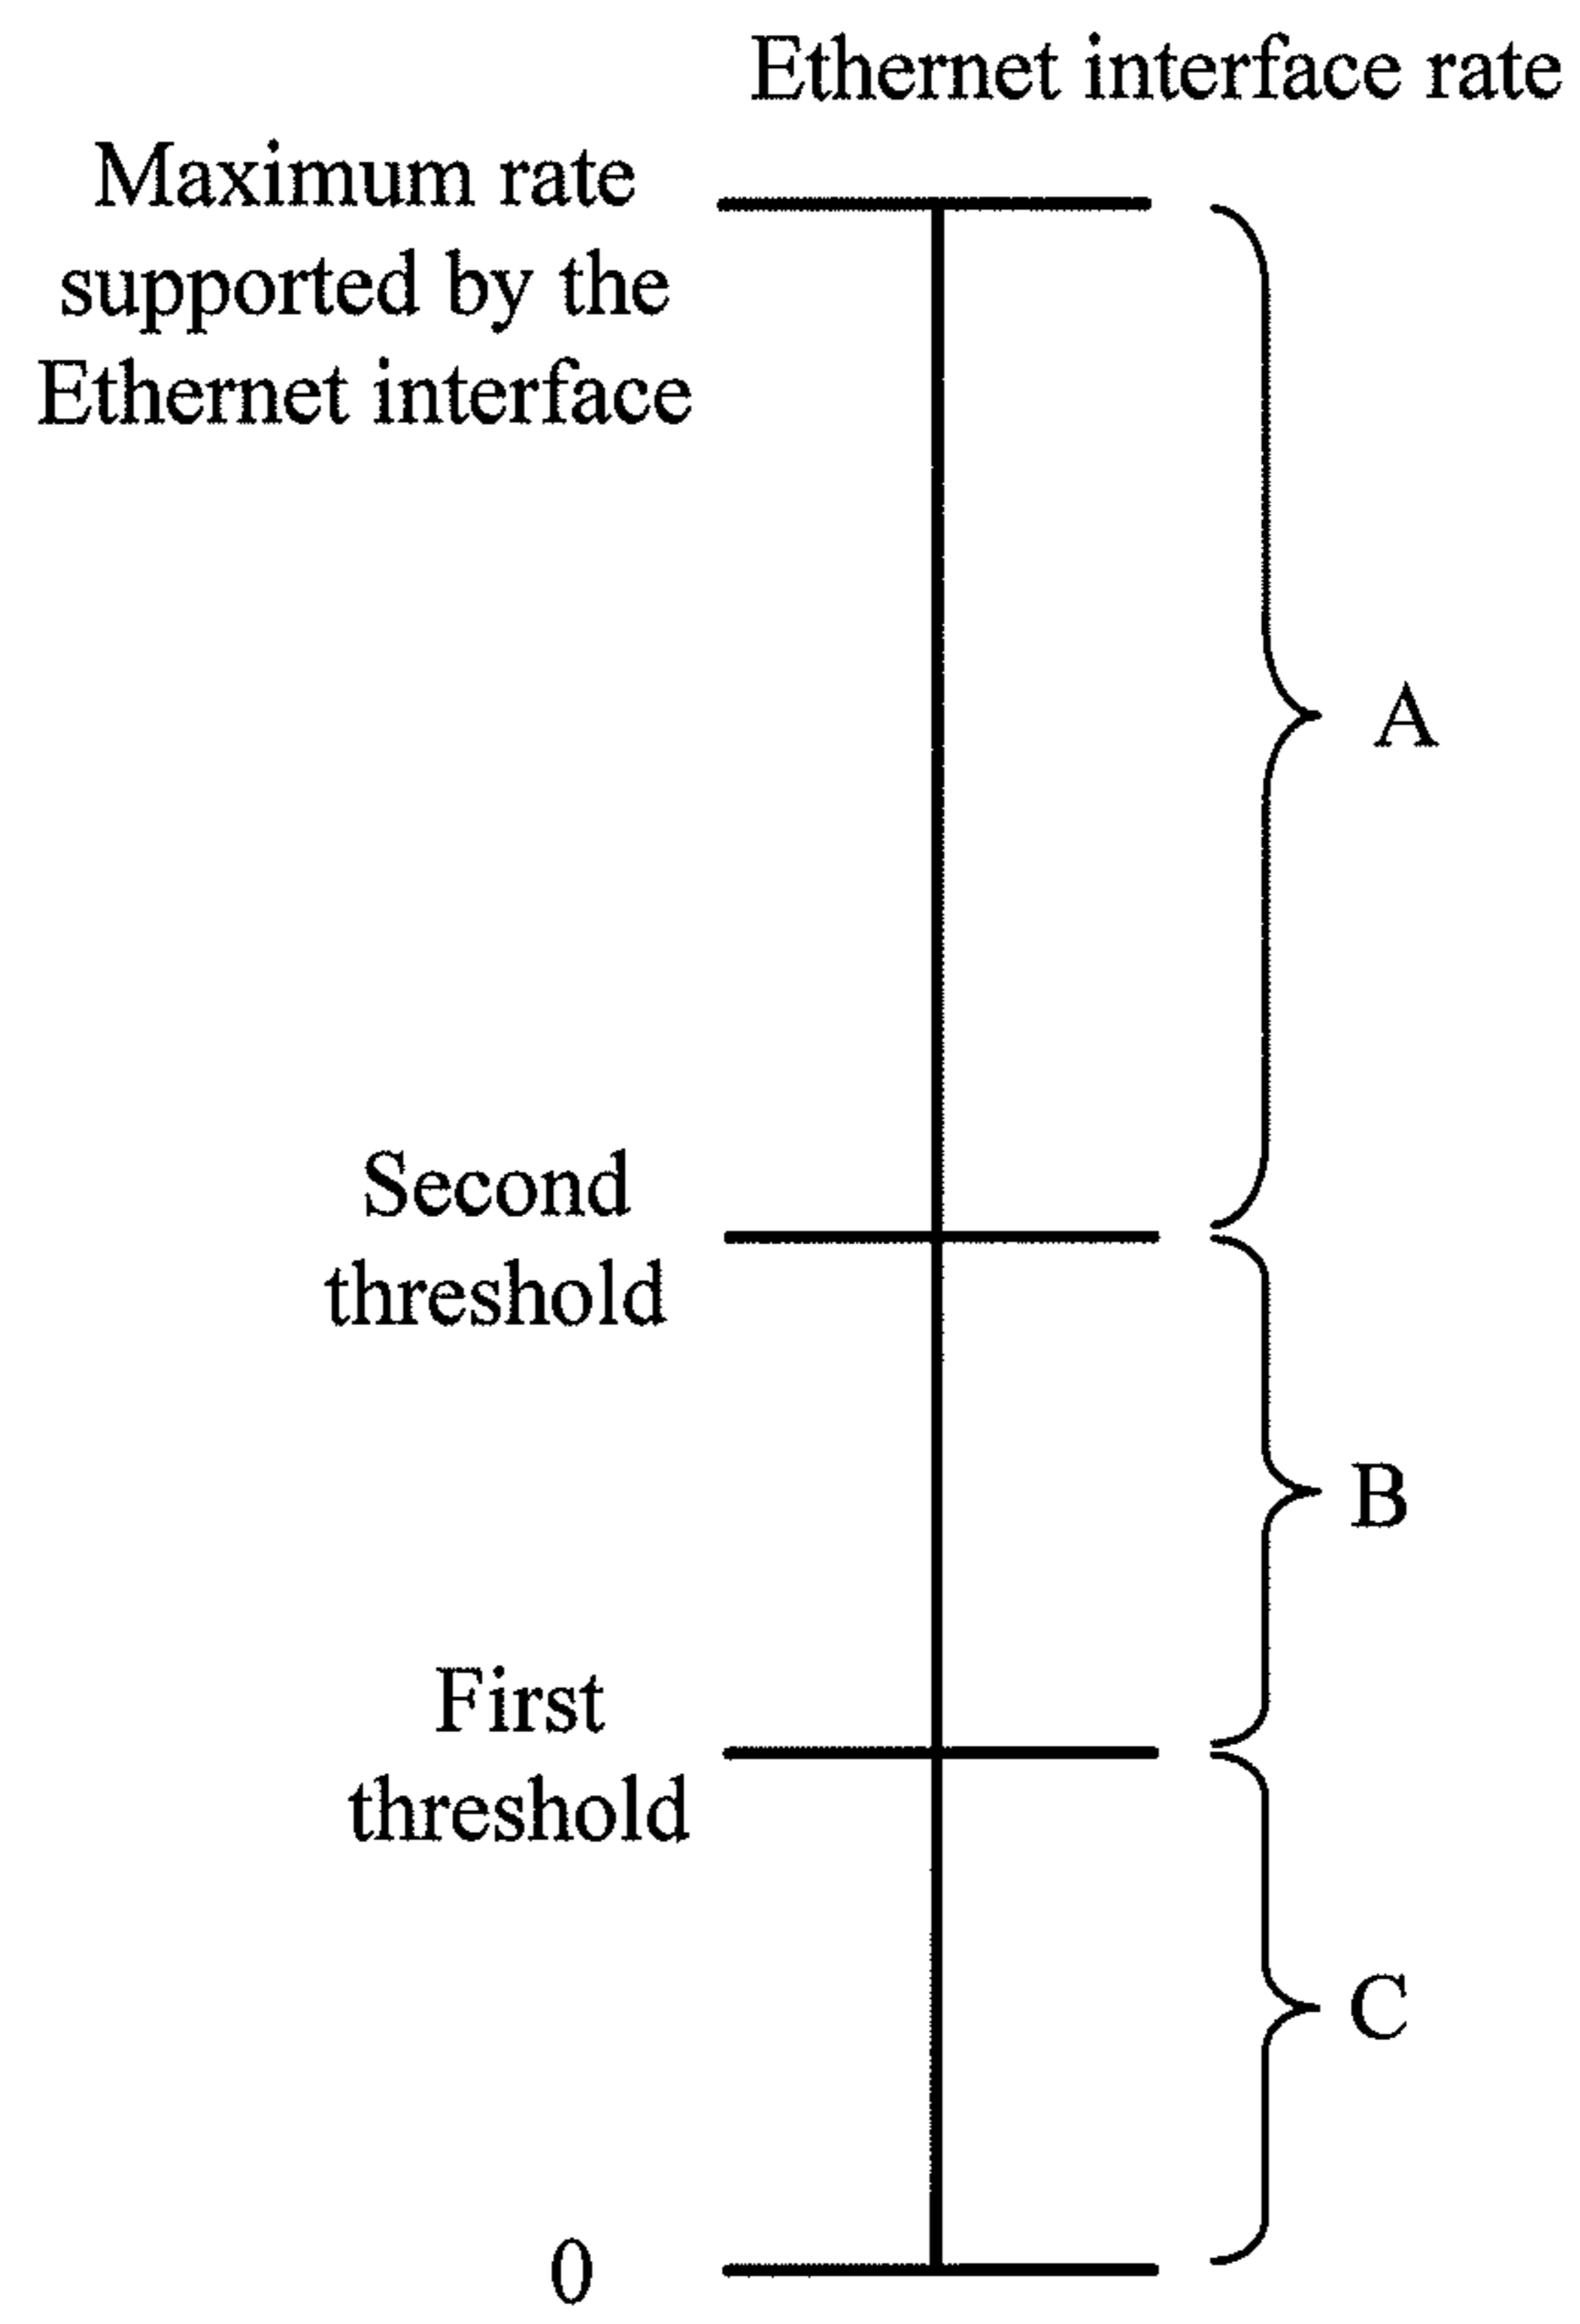 Ethernet interface rate
Maximum rate
supported by the
Ethernet interface
A
Second
threshold
B
First
threshold
C
0